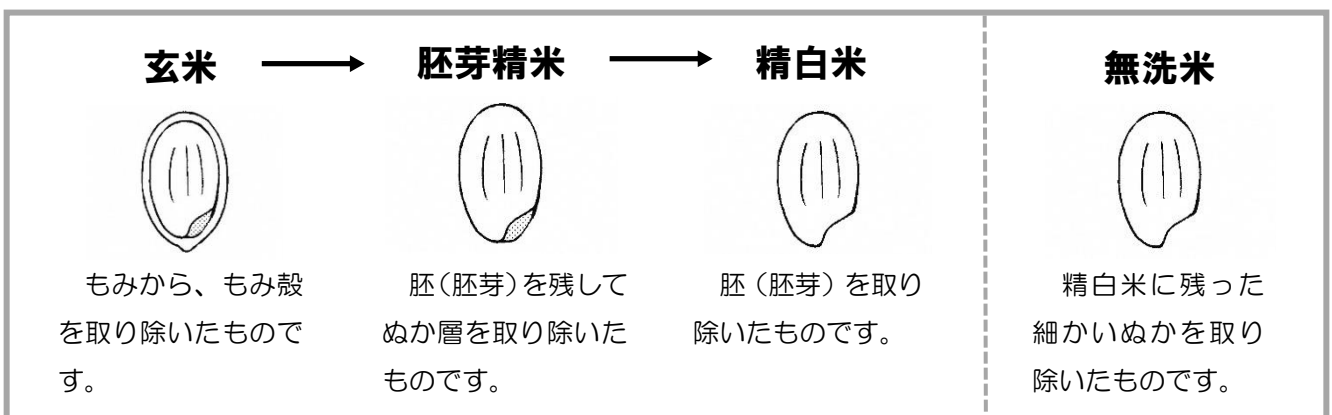 玄米 → 胚芽精米 → 精白米
もみから、もみ殻
を取り除いたもので
す。
胚(胚芽)を残して
ぬか層を取り除いた
ものです。
胚(胚芽)を取り
除いたものです。
無洗米
精白米に残った
細かいぬかを取り
除いたものです。